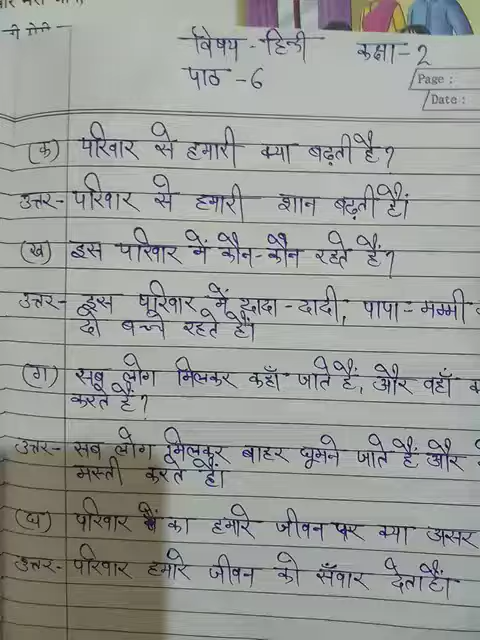 विषय - हिन्दी कक्षा - 2
पाठ - 6
Page :
Date :
(क) परिवार से हमारी क्या बढ़ती है?
उत्तर - परिवार से हमारी शान बढ़ती है।
(ख) इस परिवार में कौन-कौन रहते हैं?
उत्तर - इस परिवार में दादा - दादी, पापा - मम्मी
दो बच्चे रहते हैं।
(ग) सब लोग मिलकर कहाँ जाते हैं, और वहाँ
करते हैं?
उत्तर - सब लोग मिलकर बाहर घूमने जाते हैं और
मस्ती करते हैं।
(घ) परिवार का हमारे जीवन पर क्या असर
उत्तर - परिवार हमारे जीवन को सँवार देता है।